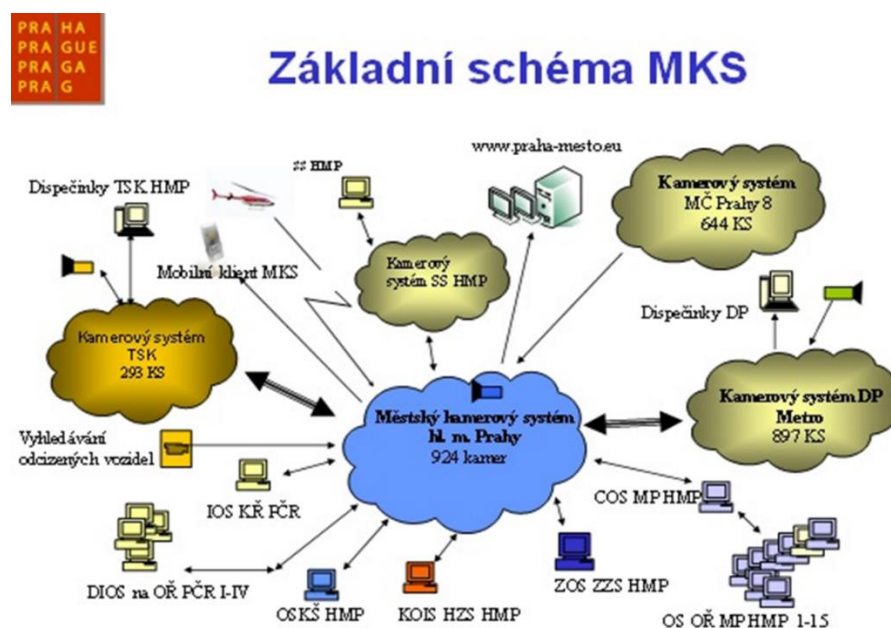 PRA HA
PRA GUE
PRA GA
PRA G
Základní schéma MKS
www.praha-mesto.eu
SS HMP
Kamerový systém
MČ Prahy 8
644 KS
Dispečinky TSK HMP
Mobilní klient MKS
Kamerový
systém SS HMP
Dispečinky DP
Kamerový systém
TSK
293 KS
Městský kamerový systém
hl. m. Prahy
924 kamer
Kamerový systém DP
Metro
897 KS
Vyhledávání
odcizených vozidel
IOS KŘ PČR
COS MP HMP
DIOS na OŘ PČR I-IV
OSKŠ HMP
KOIS HZS HMP
ZOS ZZS HMP
OS OŘ MP HMP 1-15